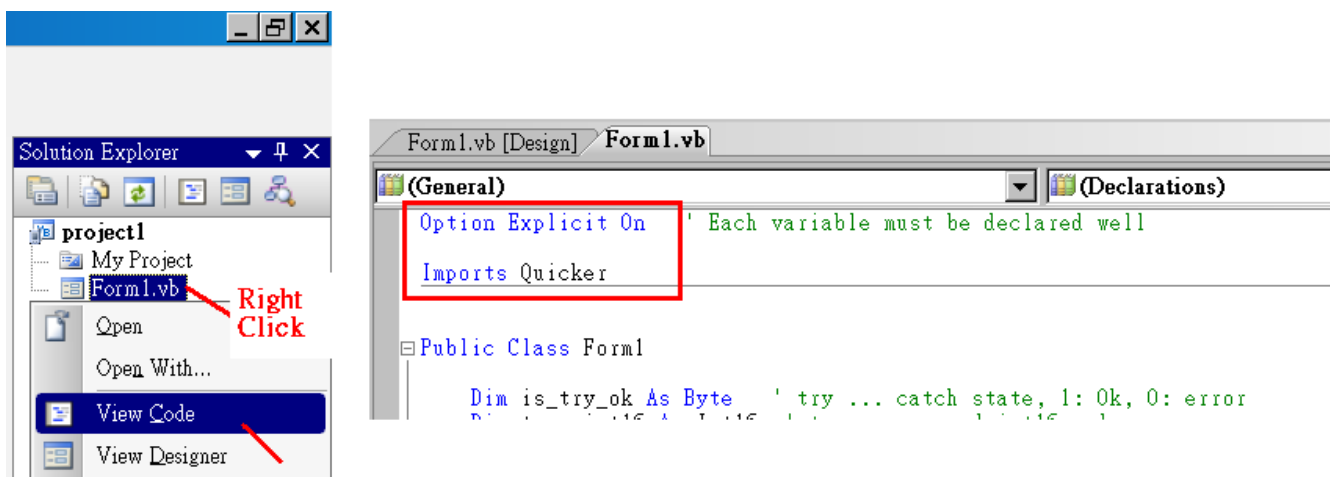 Solution Explorer
project1
My Project
Form1.vb
Right
Click
Open
Open With...
View Code
View Designer
Form1.vb [Design]
Form1.vb
(General)
(Declarations)
Option Explicit On ' Each variable must be declared well
Imports Quicker
Public Class Form1
Dim is_try_ok As Byte ' try ... catch state, 1: Ok, 0: error